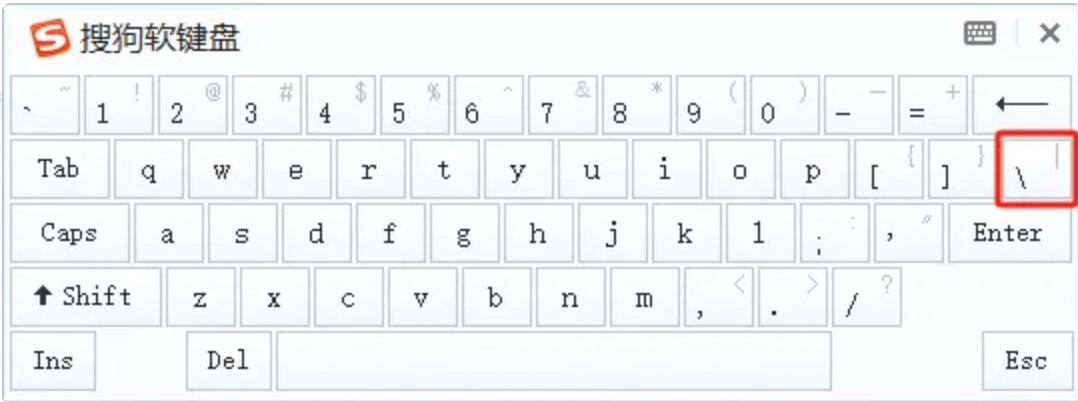 搜狗软键盘
` ~ 1 ! 2 @ 3 # 4 $ 5 % 6 ^ 7 & 8 * 9 ( 0 ) - _ = + ←
Tab q w e r t y u i o p [ { ] } \ |
Caps a s d f g h j k l ; : ' " Enter
⬆ Shift z x c v b n m , < . > / ?
Ins Del Esc